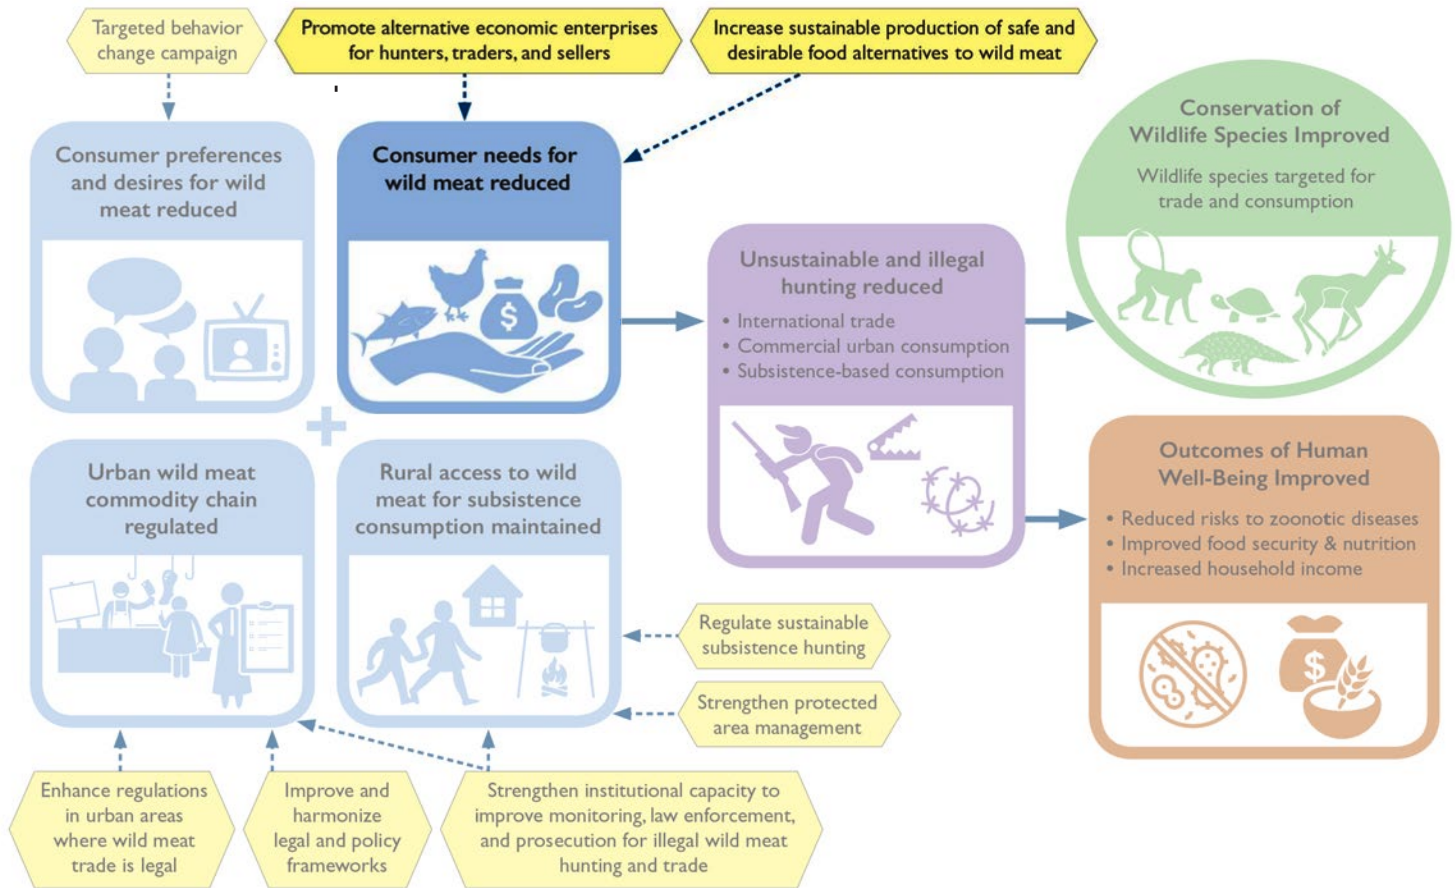 Targeted behavior
change campaign
Promote alternative economic enterprises
for hunters, traders, and sellers
Increase sustainable production of safe and
desirable food alternatives to wild meat
Consumer preferences
and desires for wild
meat reduced
Consumer needs for
wild meat reduced
$
Unsustainable and illegal
hunting reduced
• International trade
• Commercial urban consumption
• Subsistence-based consumption
Conservation of
Wildlife Species Improved
Wildlife species targeted for
trade and consumption
Urban wild meat
commodity chain
regulated
Rural access to wild
meat for subsistence
consumption maintained
Outcomes of Human
Well-Being Improved
• Reduced risks to zoonotic diseases
• Improved food security & nutrition
• Increased household income
$
Regulate sustainable
subsistence hunting
Strengthen protected
area management
Enhance regulations
in urban areas
where wild meat
trade is legal
Improve and
harmonize
legal and policy
frameworks
Strengthen institutional capacity to
improve monitoring, law enforcement,
and prosecution for illegal wild meat
hunting and trade